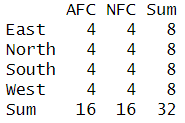 AFC NFC Sum
East 4 4 8
North 4 4 8
South 4 4 8
West 4 4 8
Sum 16 16 32